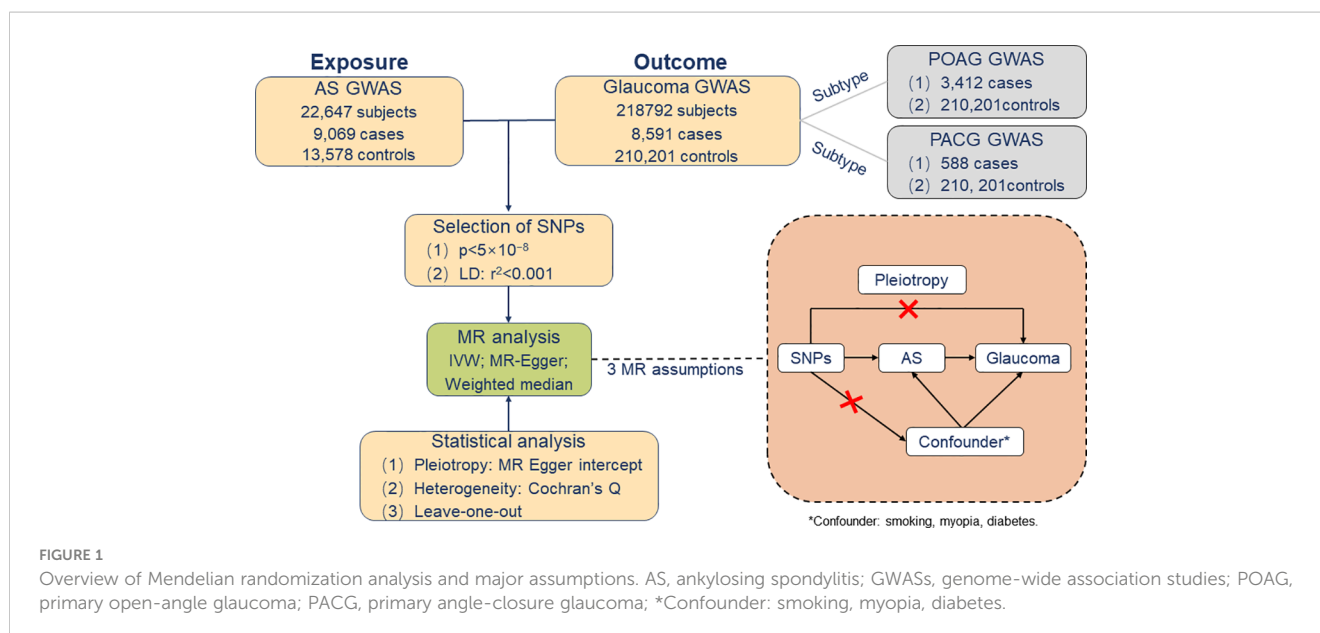 Exposure
AS GWAS
22,647 subjects
9,069 cases
13,578 controls
Outcome
Glaucoma GWAS
218792 subjects
8,591 cases
210,201 controls
Subtype
Subtype
POAG GWAS
(1) 3,412 cases
(2) 210,201controls
PACG GWAS
(1) 588 cases
(2) 210, 201controls
Selection of SNPs
(1) p<5×10⁻⁸
(2) LD: r²<0.001
MR analysis
IVW; MR-Egger;
Weighted median
3 MR assumptions
Statistical analysis
(1) Pleiotropy: MR Egger intercept
(2) Heterogeneity: Cochran's Q
(3) Leave-one-out
Pleiotropy
SNPs
AS
Glaucoma
Confounder*
*Confounder: smoking, myopia, diabetes.
FIGURE 1
Overview of Mendelian randomization analysis and major assumptions. AS, ankylosing spondylitis; GWASs, genome-wide association studies; POAG,
primary open-angle glaucoma; PACG, primary angle-closure glaucoma; *Confounder: smoking, myopia, diabetes.